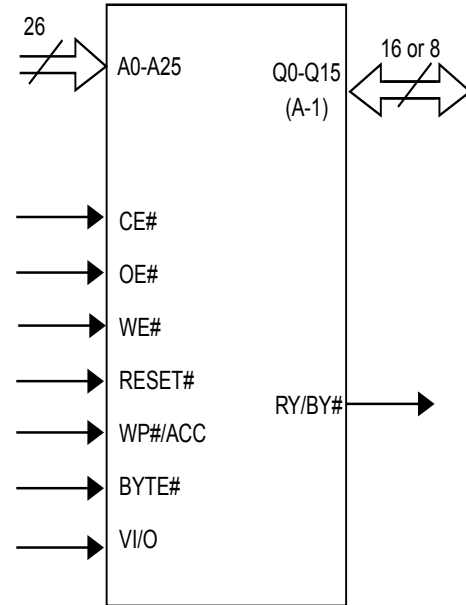 26
16 or 8
A0-A25
Q0-Q15
(A-1)
CE#
OE#
WE#
RESET#
RY/BY#
WP#/ACC
BYTE#
VI/O